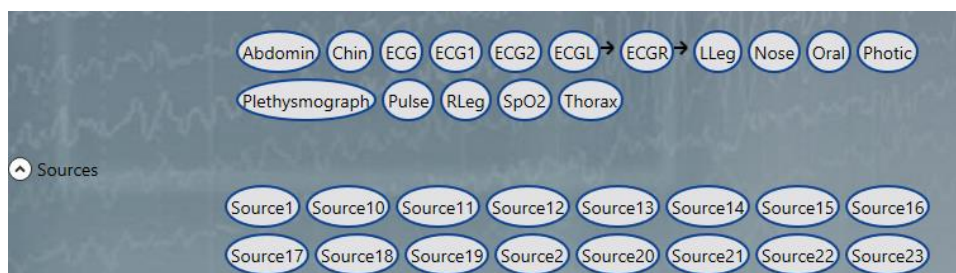 Abdomin Chin ECG ECG1 ECG2 ECGL ECGR LLeg Nose Oral Photic
Plethysmograph Pulse RLeg SpO2 Thorax
Sources
Source1 Source10 Source11 Source12 Source13 Source14 Source15 Source16
Source17 Source18 Source19 Source2 Source20 Source21 Source22 Source23